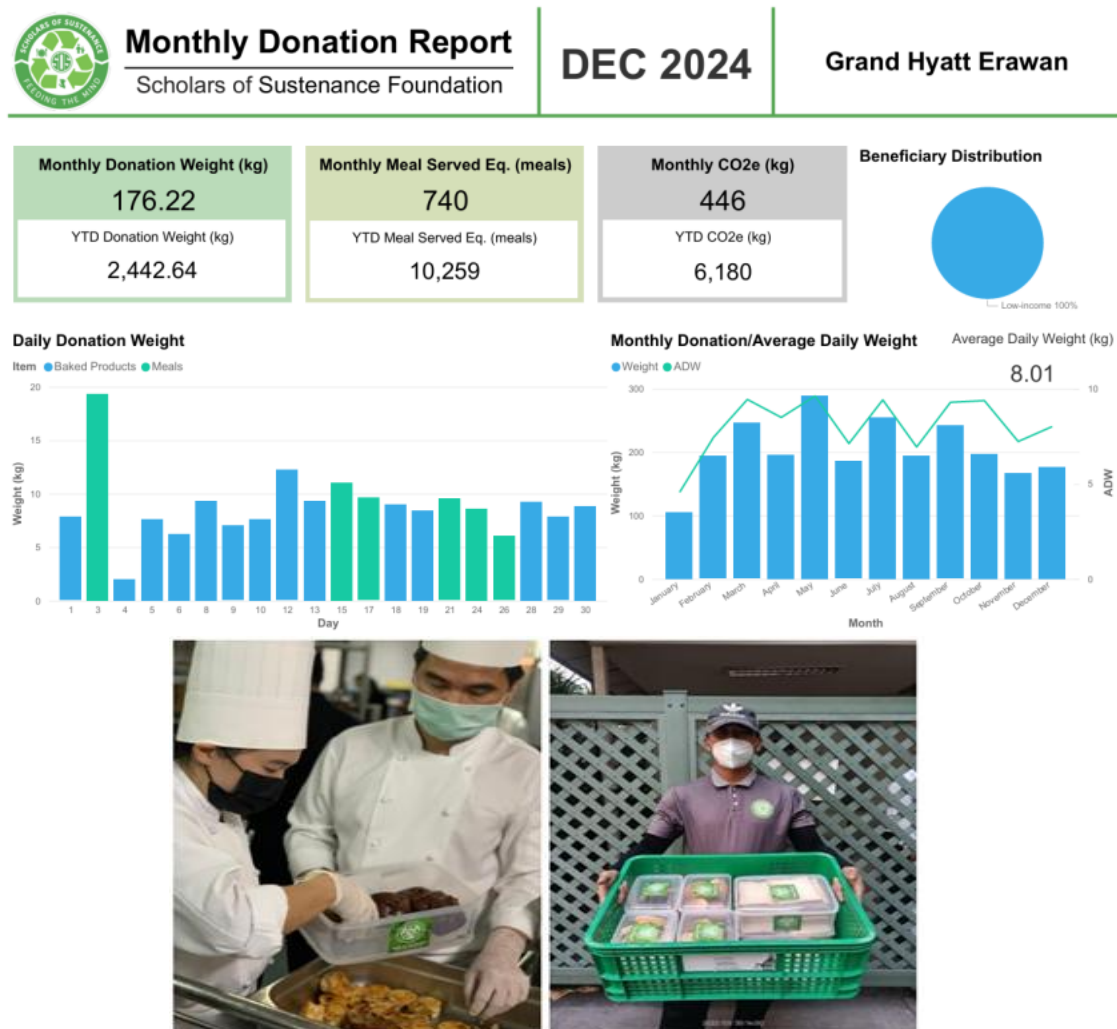 SCHOLARS OF SUSTENANCE
SOS
FEEDING THE MIND
Monthly Donation Report
Scholars of Sustenance Foundation
DEC 2024
Grand Hyatt Erawan
Monthly Donation Weight (kg)
176.22
YTD Donation Weight (kg)
2,442.64
Monthly Meal Served Eq. (meals)
740
YTD Meal Served Eq. (meals)
10,259
Monthly CO2e (kg)
446
YTD CO2e (kg)
6,180
Beneficiary Distribution
Low-income 100%
Daily Donation Weight
Item Baked Products Meals
Weight (kg)
20
15
10
5
0
1 3 4 5 6 8 9 10 12 13 15 17 18 19 21 24 26 28 29 30
Day
Monthly Donation/Average Daily Weight
Average Daily Weight (kg)
8.01
Weight ADW
Weight (kg)
300
200
100
0
10
5
0
ADW
January February March April May June July August September October November December
Month
adidas